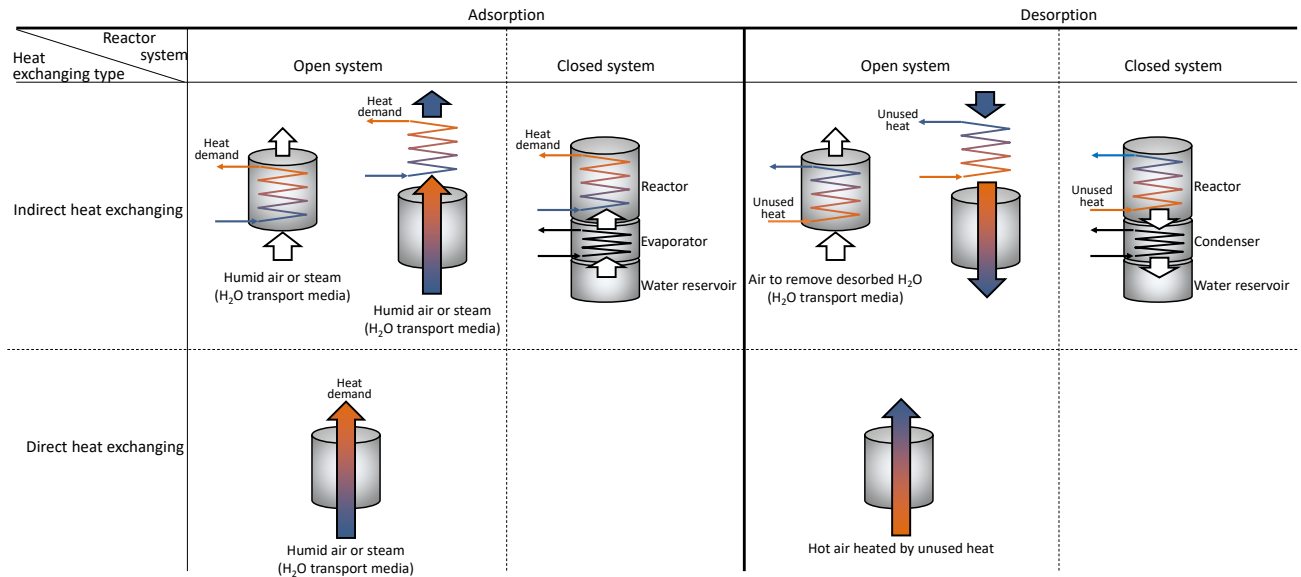 Adsorption
Desorption
Reactor
system
Heat
exchanging type
Open system
Closed system
Open system
Closed system
Indirect heat exchanging
Heat
demand
Humid air or steam
(H₂O transport media)
Heat
demand
Humid air or steam
(H₂O transport media)
Heat
demand
Reactor
Evaporator
Water reservoir
Unused
heat
Air to remove desorbed H₂O
(H₂O transport media)
Unused
heat
Unused
heat
Reactor
Condenser
Water reservoir
Direct heat exchanging
Heat
demand
Humid air or steam
(H₂O transport media)
Hot air heated by unused heat